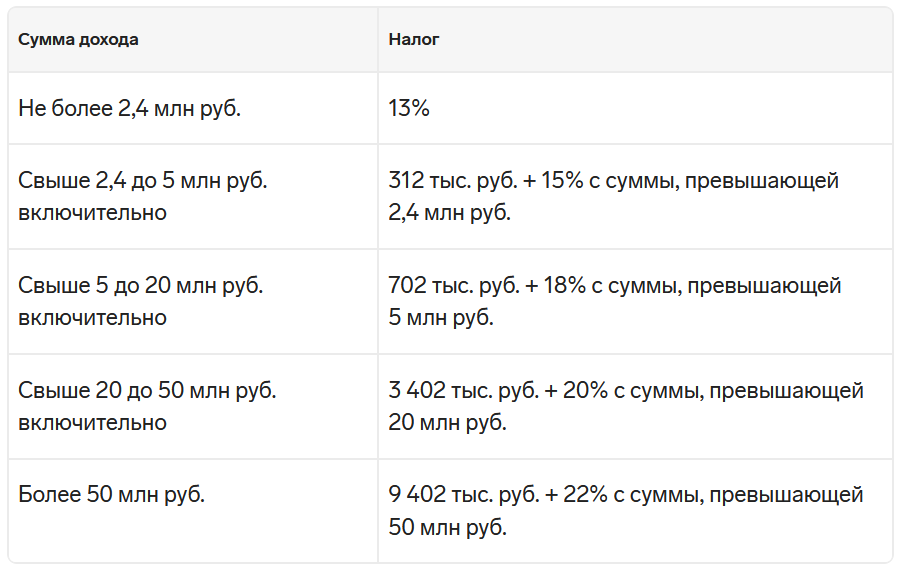 Сумма дохода
Налог
Не более 2,4 млн руб.
13%
Свыше 2,4 до 5 млн руб.
включительно
312 тыс. руб. + 15% с суммы, превышающей
2,4 млн руб.
Свыше 5 до 20 млн руб.
включительно
702 тыс. руб. + 18% с суммы, превышающей
5 млн руб.
Свыше 20 до 50 млн руб.
включительно
3 402 тыс. руб. + 20% с суммы, превышающей
20 млн руб.
Более 50 млн руб.
9 402 тыс. руб. + 22% с суммы, превышающей
50 млн руб.